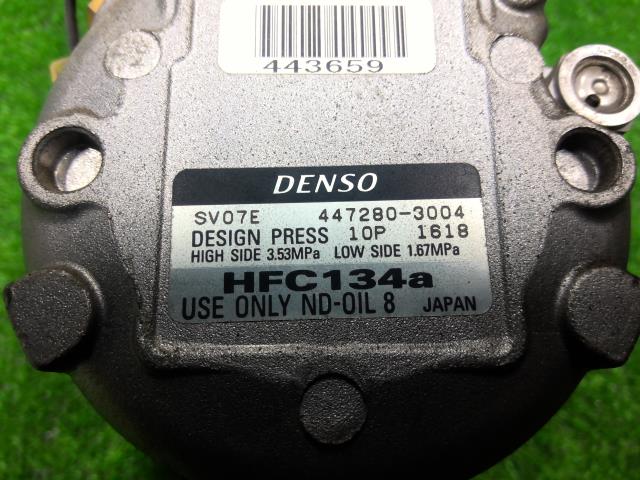 443659
DENSO
SV07E 447280-3004
DESIGN PRESS 10P 1618
HIGH SIDE 3.53MPa LOW SIDE 1.67MPa
HFC134a
USE ONLY ND-OIL 8 JAPAN